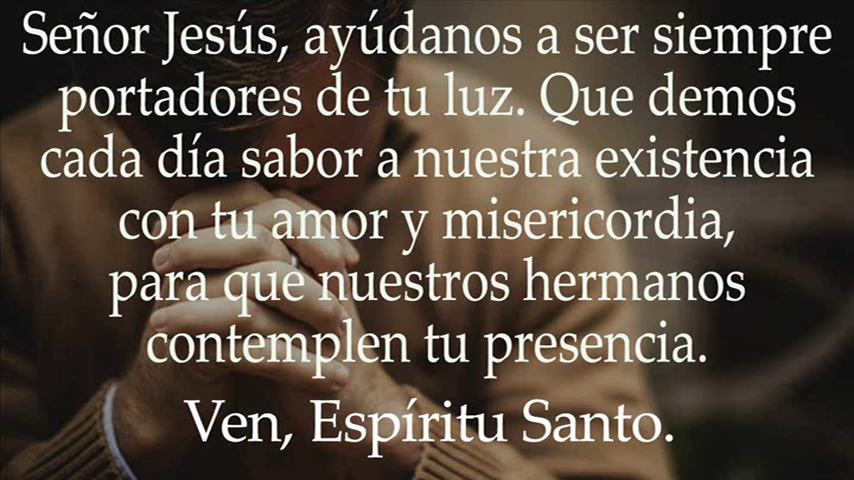 Señor Jesús, ayúdanos a ser siempre
portadores de tu luz. Que demos
cada día sabor a nuestra existencia
con tu amor y misericordia,
para que nuestros hermanos
contemplen tu presencia.
Ven, Espíritu Santo.